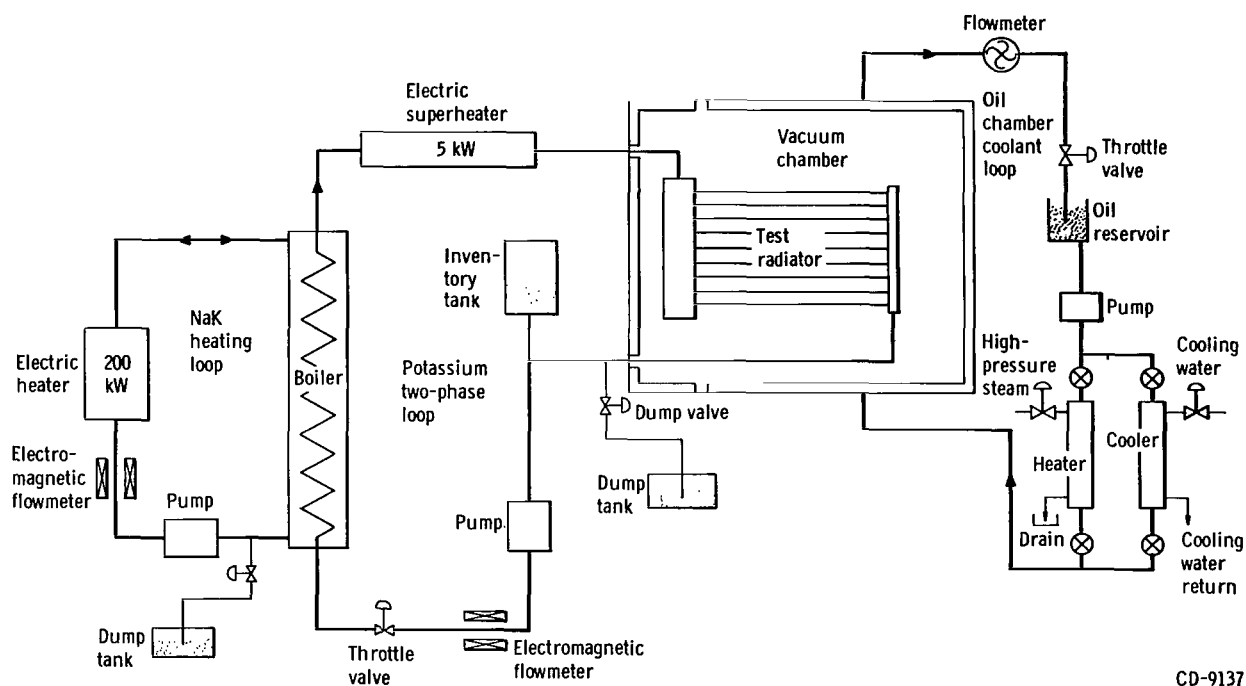 Flowmeter
Electric
superheater
5 kW
Vacuum
chamber
Oil
chamber
coolant
loop
Throttle
valve
Oil
reservoir
Test
radiator
Inven-
tory
tank
NaK
heating
loop
Electric
heater
200
kW
Boiler
Potassium
two-phase
loop
Pump
High-
pressure
steam
Cooling
water
Dump valve
Heater
Cooler
Electro-
magnetic
flowmeter
Pump
Dump
tank
Pump
Drain
Cooling
water
return
Dump
tank
Throttle
valve
Electromagnetic
flowmeter
CD-9137